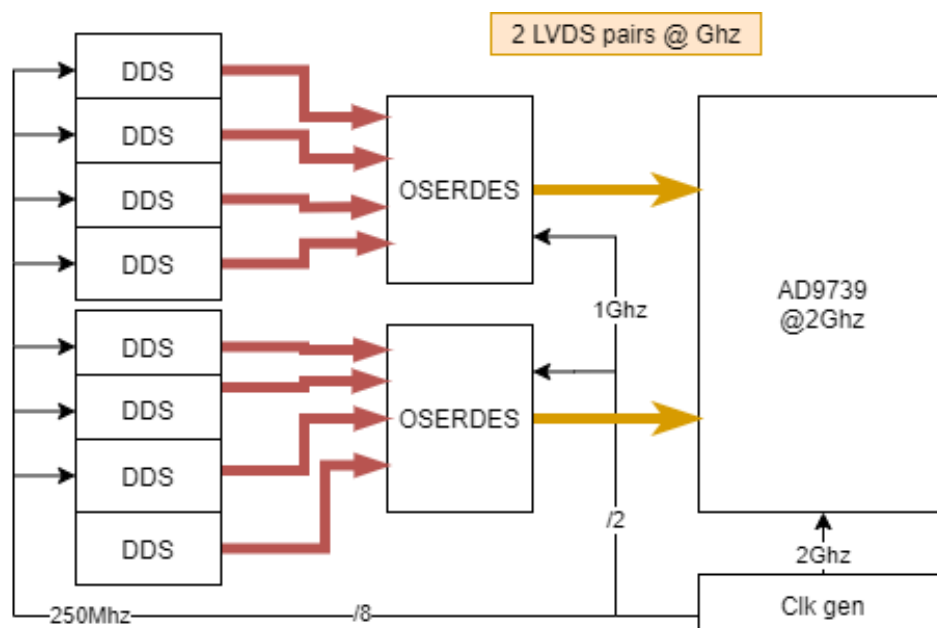 2 LVDS pairs @ Ghz
DDS
DDS
DDS
DDS
OSERDES
AD9739
@2Ghz
1Ghz
DDS
DDS
DDS
DDS
OSERDES
/2
2Ghz
250Mhz
/8
Clk gen